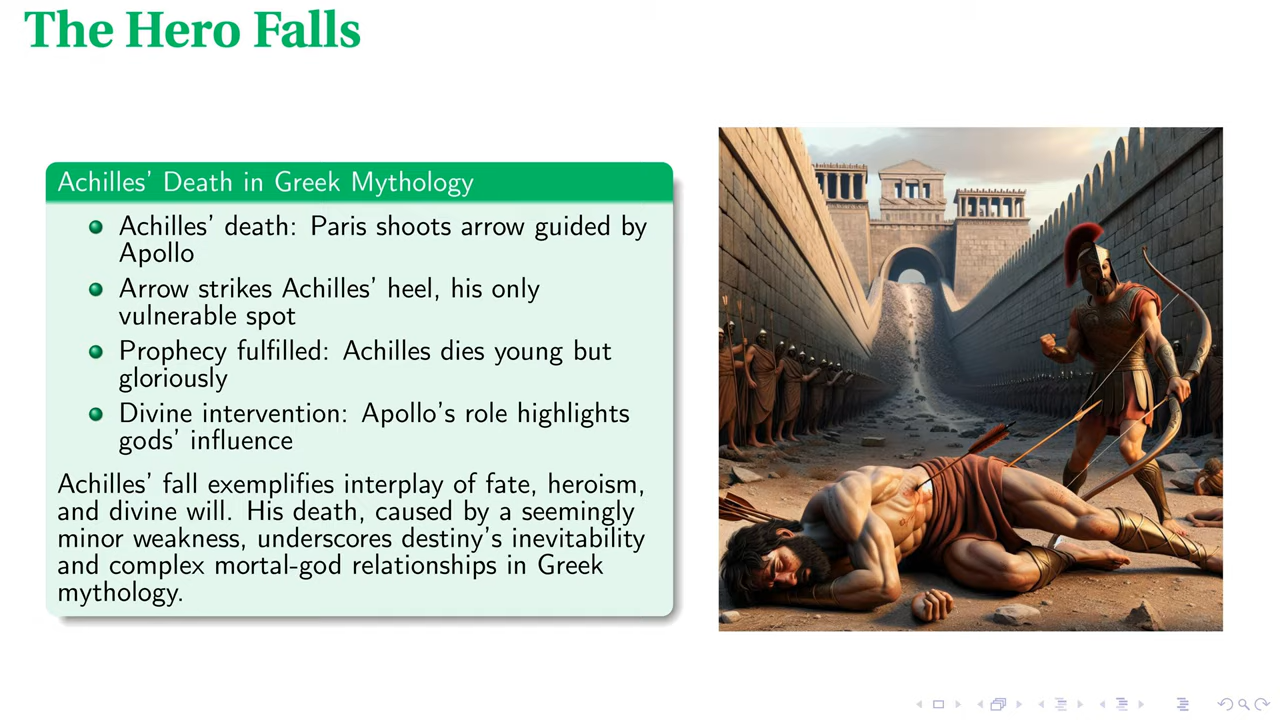 The Hero Falls
Achilles' Death in Greek Mythology
Achilles' death: Paris shoots arrow guided by
Apollo
Arrow strikes Achilles' heel, his only
vulnerable spot
Prophecy fulfilled: Achilles dies young but
gloriously
Divine intervention: Apollo's role highlights
gods' influence
Achilles' fall exemplifies interplay of fate, heroism,
and divine will. His death, caused by a seemingly
minor weakness, underscores destiny's inevitability
and complex mortal-god relationships in Greek
mythology.